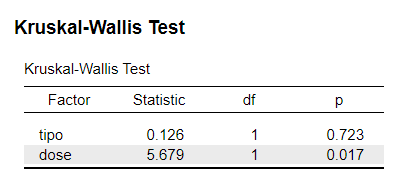 Kruskal-Wallis Test
Kruskal-Wallis Test
Factor Statistic df p
tipo 0.126 1 0.723
dose 5.679 1 0.017